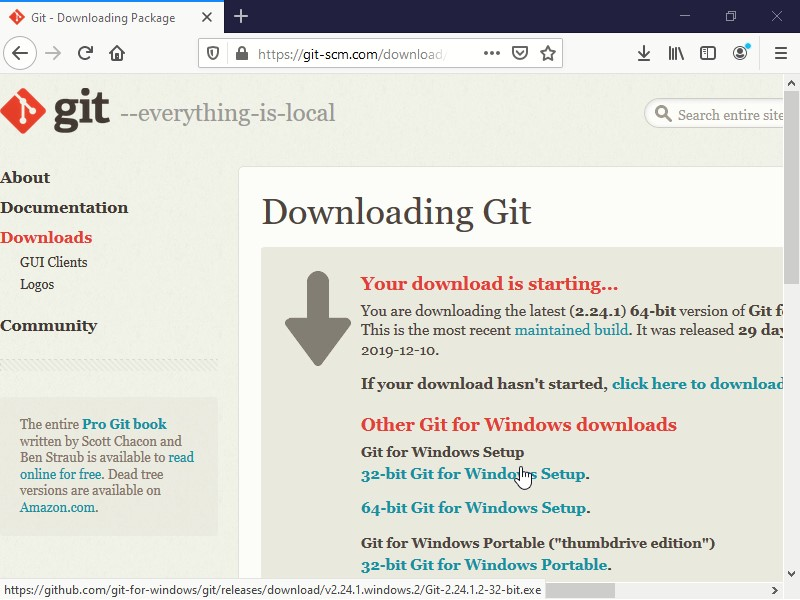 Git - Downloading Package
https://git-scm.com/download/
git --everything-is-local
Search entire site
About
Documentation
Downloads
GUI Clients
Logos
Community
The entire Pro Git book
written by Scott Chacon and
Ben Straub is available to read
online for free. Dead tree
versions are available on
Amazon.com.
Downloading Git
Your download is starting...
You are downloading the latest (2.24.1) 64-bit version of Git f
This is the most recent maintained build. It was released 29 day
2019-12-10.
If your download hasn't started, click here to download
Other Git for Windows downloads
Git for Windows Setup
32-bit Git for Windows Setup.
64-bit Git for Windows Setup.
Git for Windows Portable ("thumbdrive edition")
32-bit Git for Windows Portable.
https://github.com/git-for-windows/git/releases/download/v2.24.1.windows.2/Git-2.24.1.2-32-bit.exe